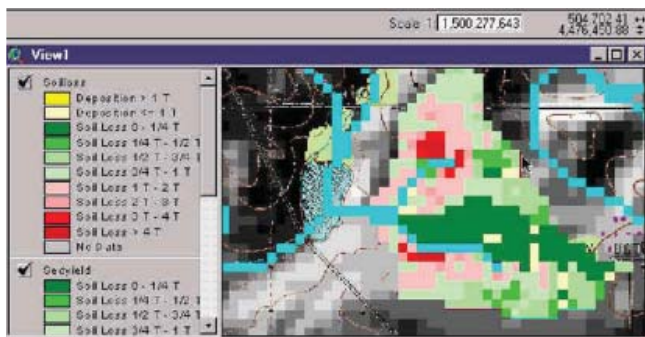 Scale 1: 1,500,277,643
504,702.41
4,476,450.88
View1
Soilloss
Deposition > 1 T
Deposition <= 1 T
Soil Loss 0 - 1/4 T
Soil Loss 1/4 T - 1/2 T
Soil Loss 1/2 T - 3/4 T
Soil Loss 3/4 T - 1 T
Soil Loss 1 T - 2 T
Soil Loss 2 T - 3 T
Soil Loss 3 T - 4 T
Soil Loss > 4 T
No Data
Sedyield
Soil Loss 0 - 1/4 T
Soil Loss 1/4 T - 1/2 T
Soil Loss 1/2 T - 3/4 T
Soil Loss 3/4 T - 1 T